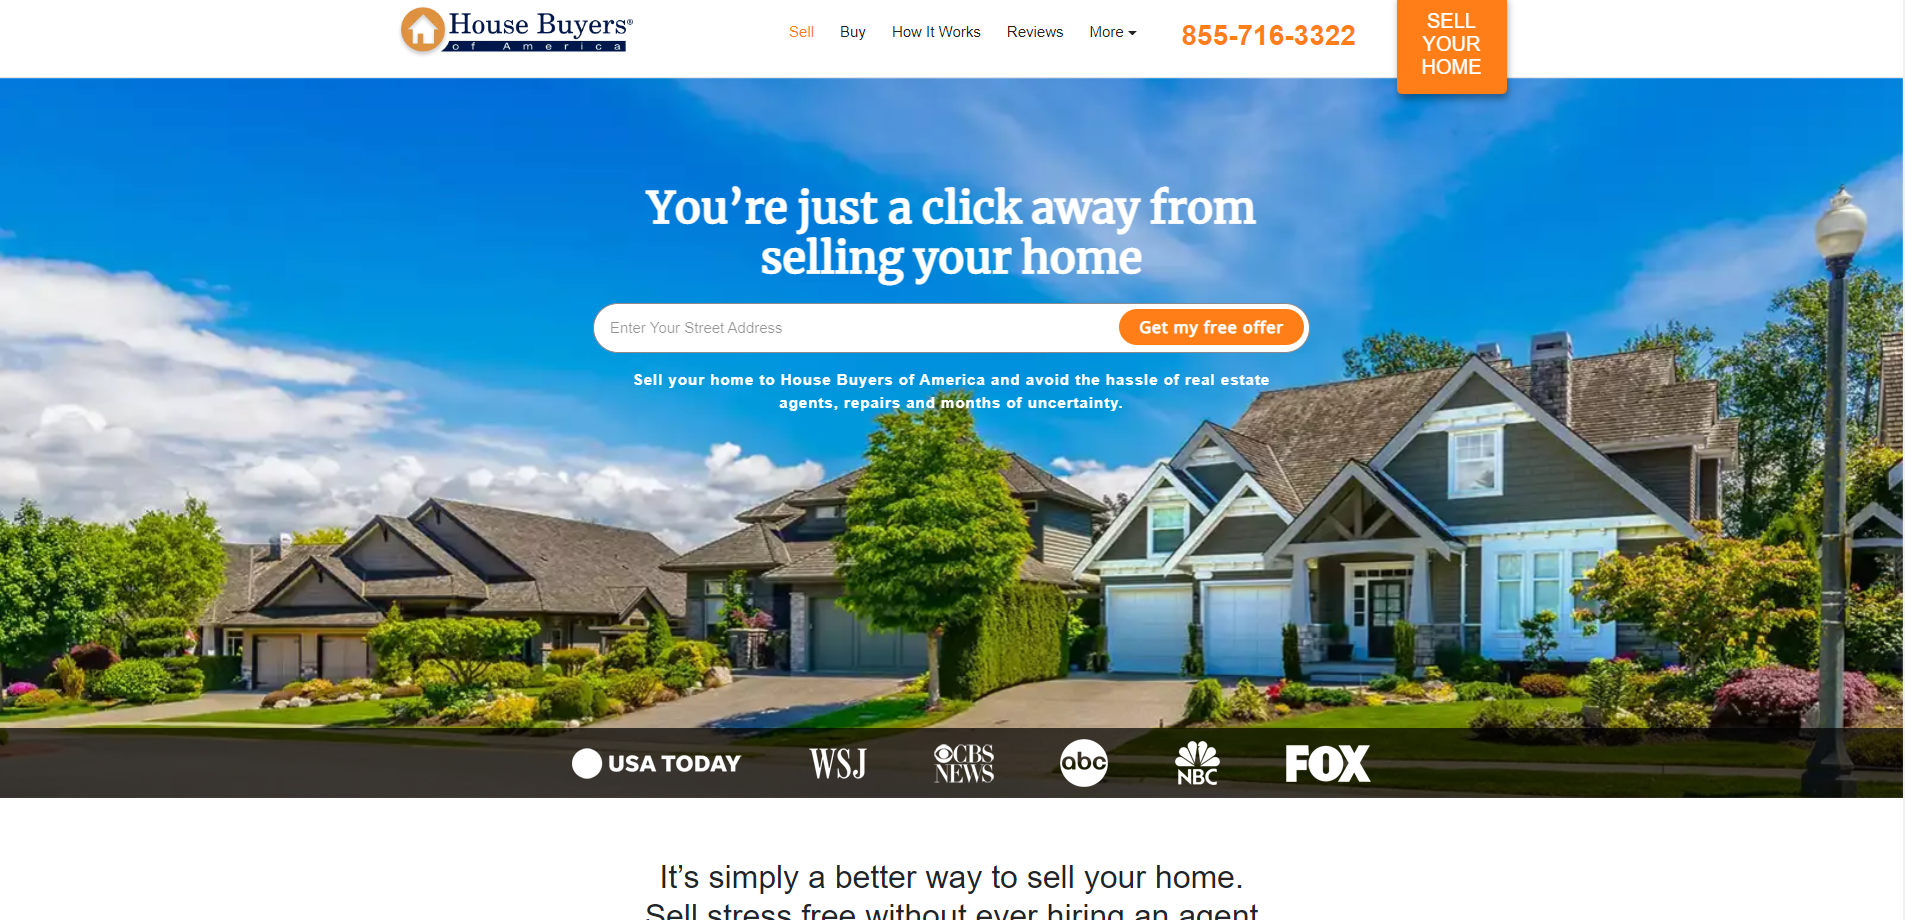 House Buyers®
of America
Sell Buy How It Works Reviews More
855-716-3322
SELL
YOUR
HOME
You’re just a click away from
selling your home
Enter Your Street Address
Get my free offer
Sell your home to House Buyers of America and avoid the hassle of real estate
agents, repairs and months of uncertainty.
USA TODAY WSJ CBS NEWS abc NBC FOX
It’s simply a better way to sell your home.
Sell stress free without ever hiring an agent